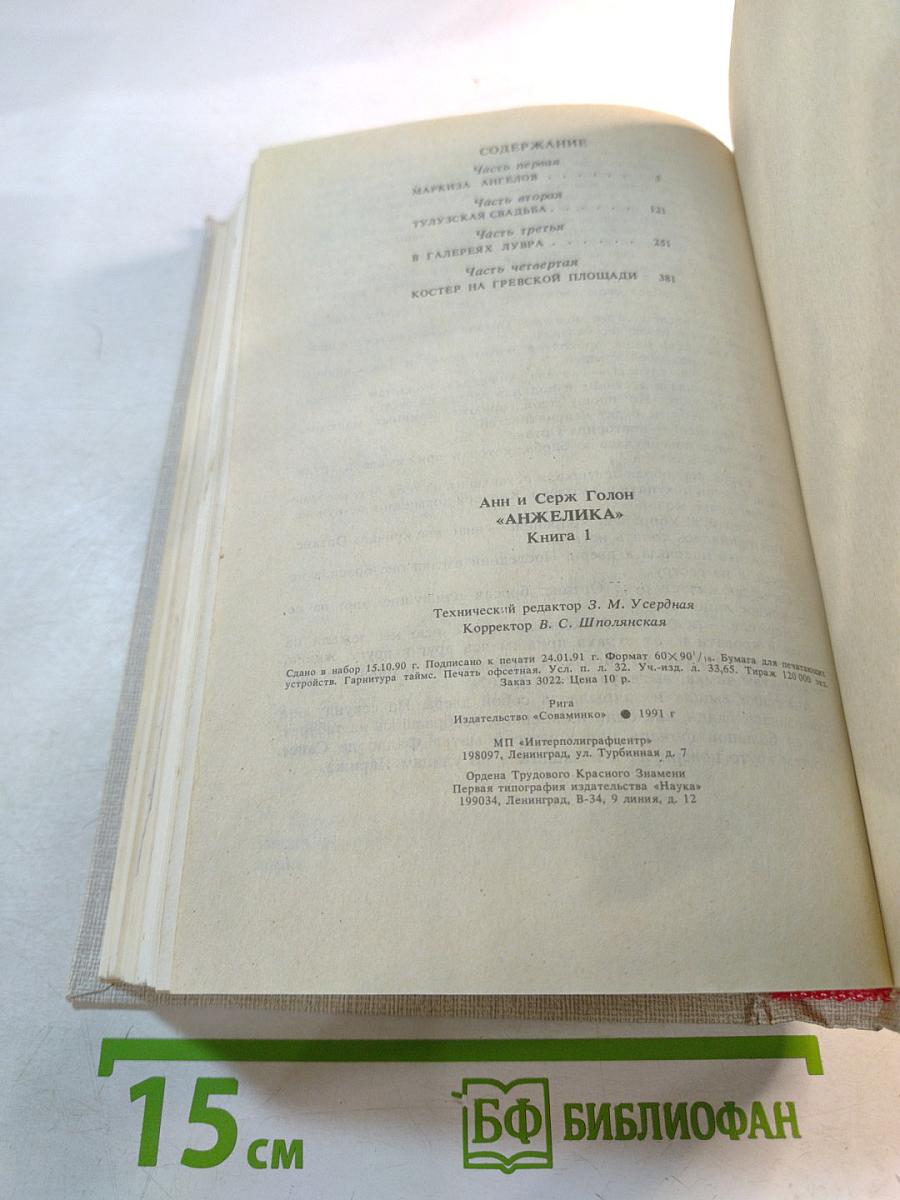 СОДЕРЖАНИЕ
Часть первая
МАРКИЗА АНГЕЛОВ . . . . . . 5
Часть вторая
ТУЛУЗСКАЯ СВАДЬБА . . . . . . 121
Часть третья
В ГАЛЕРЕЯХ ЛУВРА . . . . . . 251
Часть четвертая
КОСТЕР НА ГРЕВСКОЙ ПЛОЩАДИ 381
Анн и Серж Голон
«АНЖЕЛИКА»
Книга 1
Технический редактор З. М. Усердная
Корректор В. С. Шполянская
Сдано в набор 15.10.90 г. Подписано к печати 24.01.91 г. Формат 60×90 1/16. Бумага для печатающих
устройств. Гарнитура таймс. Печать офсетная. Усл. п. л. 32. Уч.-изд. л. 33,65. Тираж 120 000 экз.
Заказ 3022. Цена 10 р.
Рига
Издательство «Соваминко» ● 1991 г
МП «Интерполиграфцентр»
198097, Ленинград, ул. Турбинная д. 7
Ордена Трудового Красного Знамени
Первая типография издательства «Наука»
199034, Ленинград, В-34, 9 линия, д. 12
15 см
БФ БИБЛИОФАН